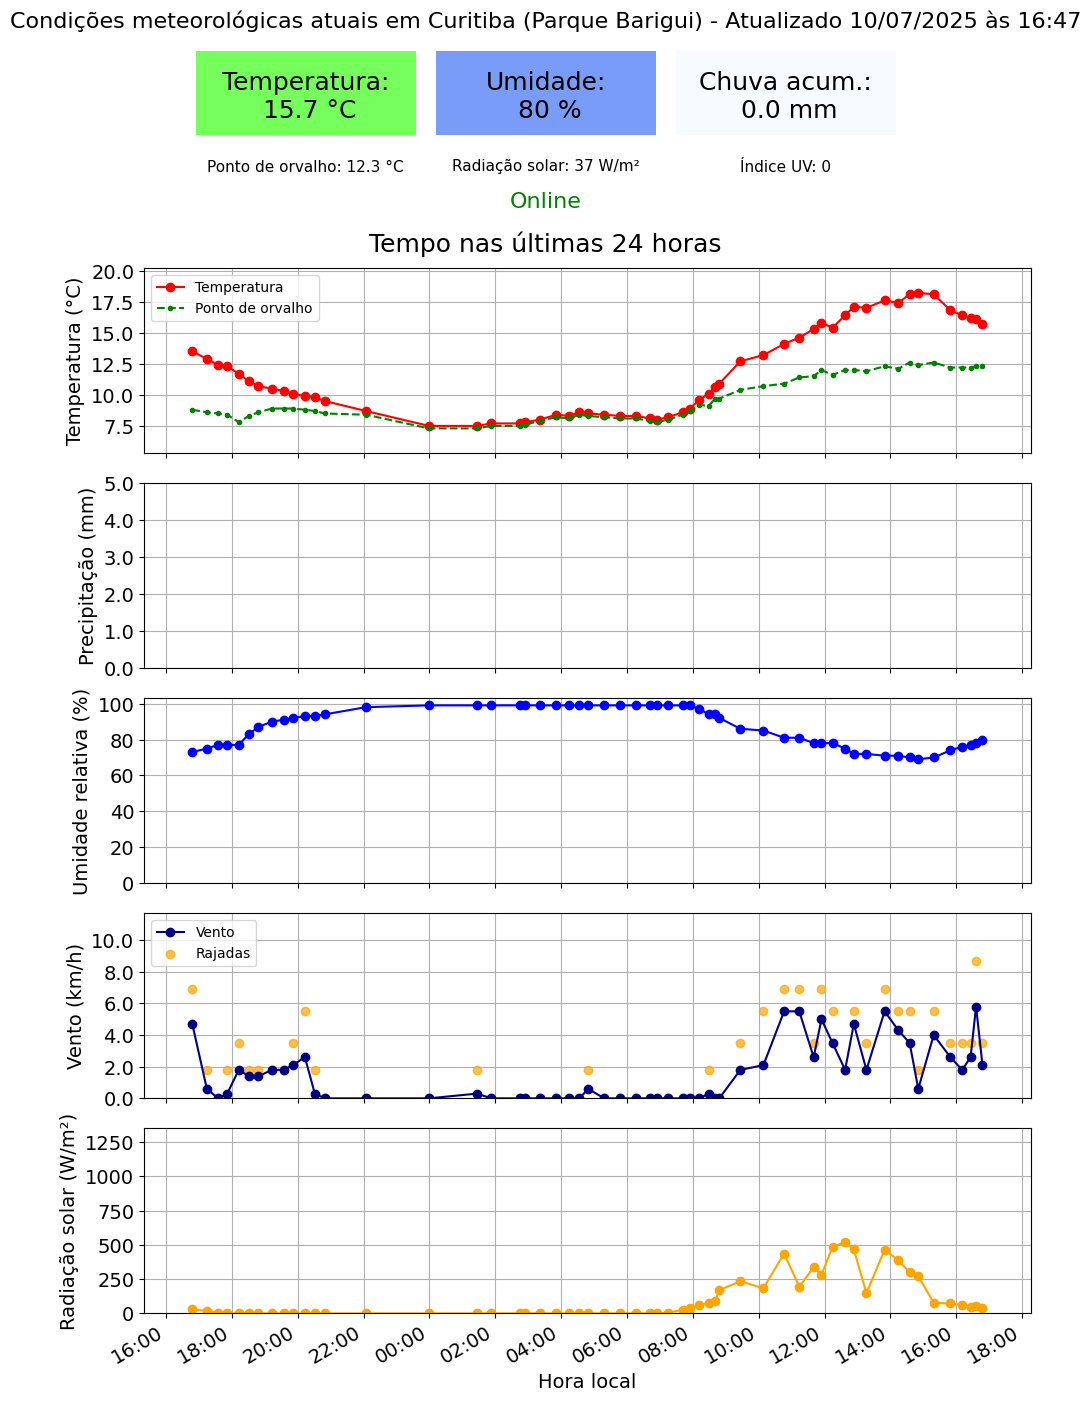 Condições meteorológicas atuais em Curitiba (Parque Barigui) - Atualizado 10/07/2025 às 16:47
Temperatura:
15.7 °C
Umidade:
80 %
Chuva acum.:
0.0 mm
Ponto de orvalho: 12.3 °C
Radiação solar: 37 W/m²
Índice UV: 0
Online
Tempo nas últimas 24 horas
Temperatura (°C)
20.0
17.5
15.0
12.5
10.0
7.5
Temperatura
Ponto de orvalho
Precipitação (mm)
5.0
4.0
3.0
2.0
1.0
0.0
Umidade relativa (%)
100
80
60
40
20
0
Vento (km/h)
10.0
8.0
6.0
4.0
2.0
0.0
Vento
Rajadas
Radiação solar (W/m²)
1250
1000
750
500
250
0
16:00
18:00
20:00
22:00
00:00
02:00
04:00
06:00
08:00
10:00
12:00
14:00
16:00
18:00
Hora local